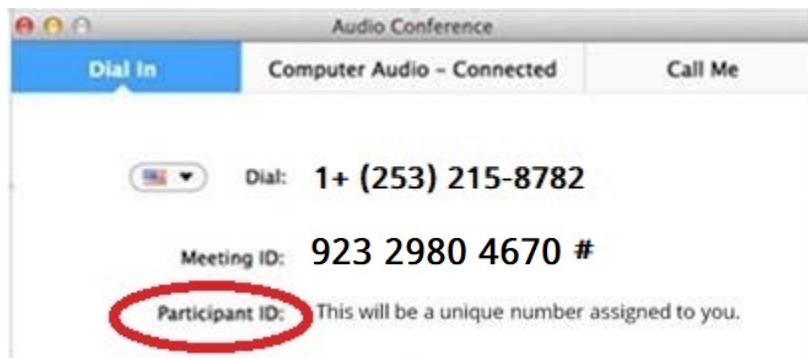 Audio Conference
Dial In Computer Audio - Connected Call Me
Dial: 1+ (253) 215-8782
Meeting ID: 923 2980 4670 #
Participant ID: This will be a unique number assigned to you.